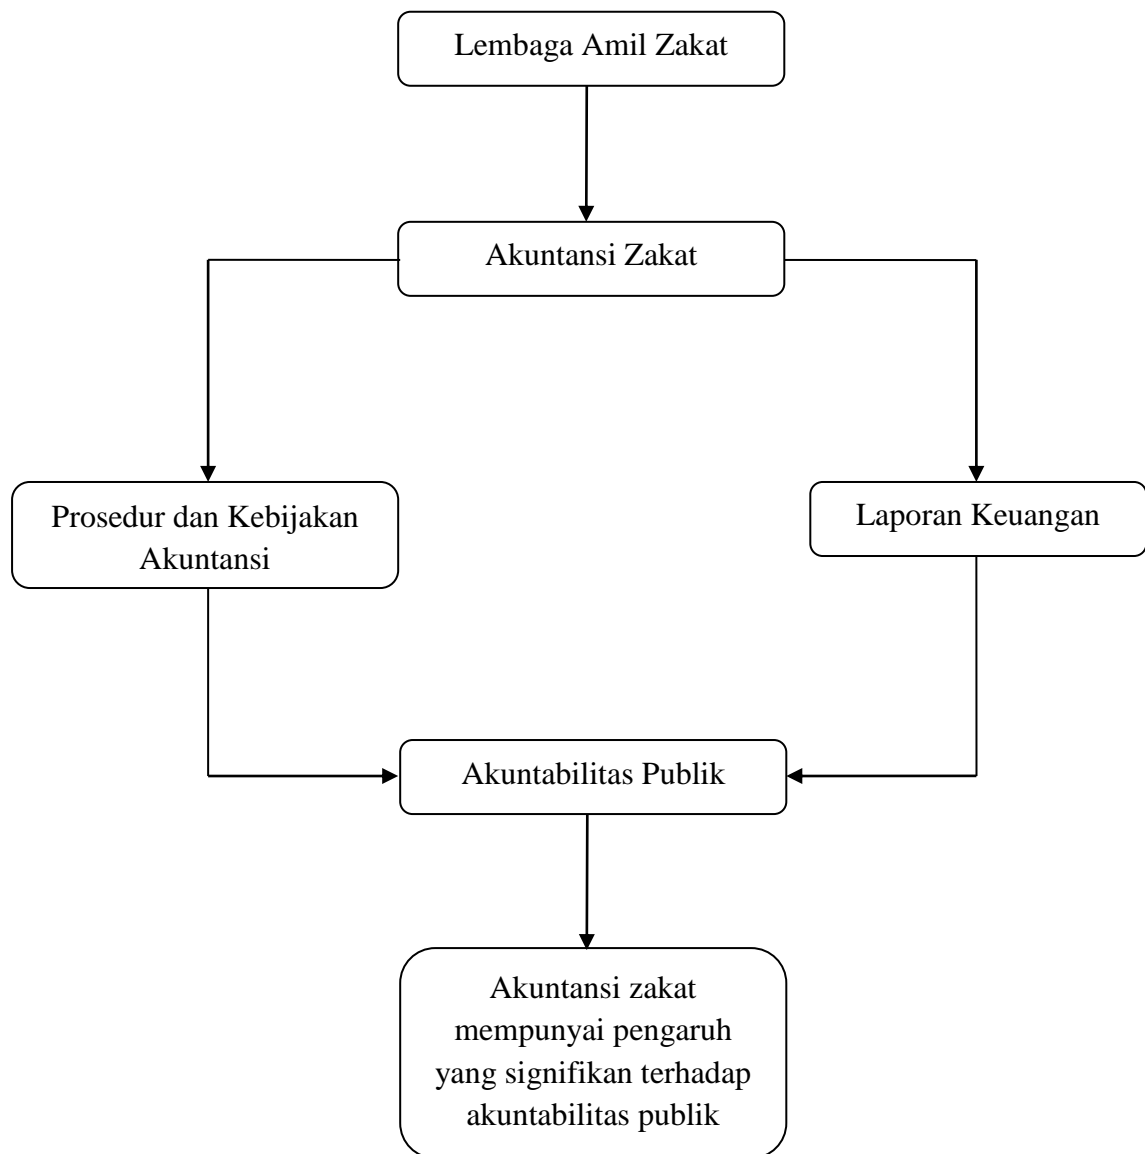 Lembaga Amil Zakat
Akuntansi Zakat
Prosedur dan Kebijakan
Akuntansi
Laporan Keuangan
Akuntabilitas Publik
Akuntansi zakat
mempunyai pengaruh
yang signifikan terhadap
akuntabilitas publik